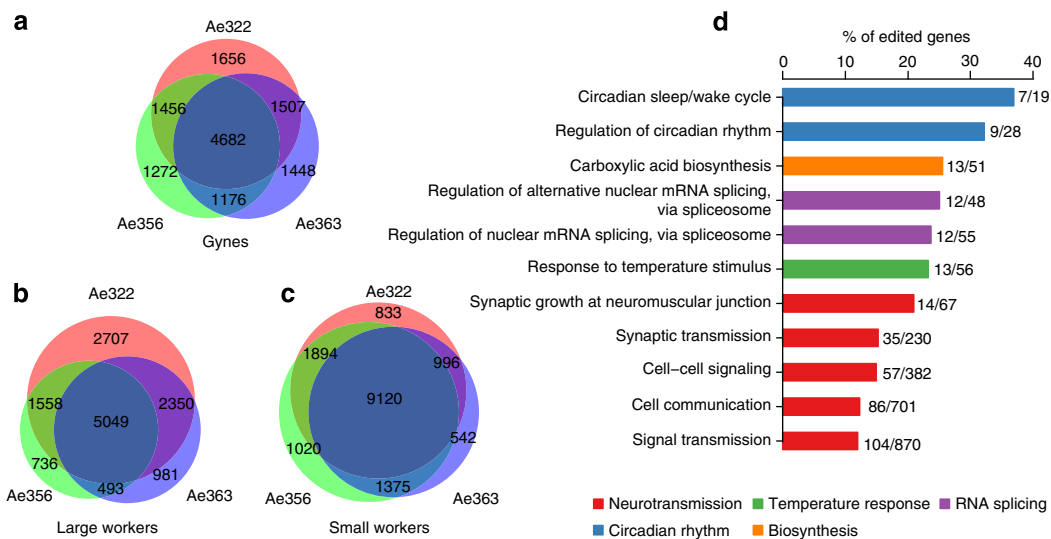 a
Ae322
1656
1456
1507
4682
1272
1448
1176
Ae356
Ae363
Gynes
b
Ae322
2707
1558
2350
5049
736
981
493
Ae356
Ae363
Large workers
c
Ae322
833
1894
996
9120
542
1020
1375
Ae356
Ae363
Small workers
d
% of edited genes
0 10 20 30 40
Circadian sleep/wake cycle 7/19
Regulation of circadian rhythm 9/28
Carboxylic acid biosynthesis 13/51
Regulation of alternative nuclear mRNA splicing,
via spliceosome 12/48
Regulation of nuclear mRNA splicing, via spliceosome 12/55
Response to temperature stimulus 13/56
Synaptic growth at neuromuscular junction 14/67
Synaptic transmission 35/230
Cell–cell signaling 57/382
Cell communication 86/701
Signal transmission 104/870
Neurotransmission Temperature response RNA splicing
Circadian rhythm Biosynthesis